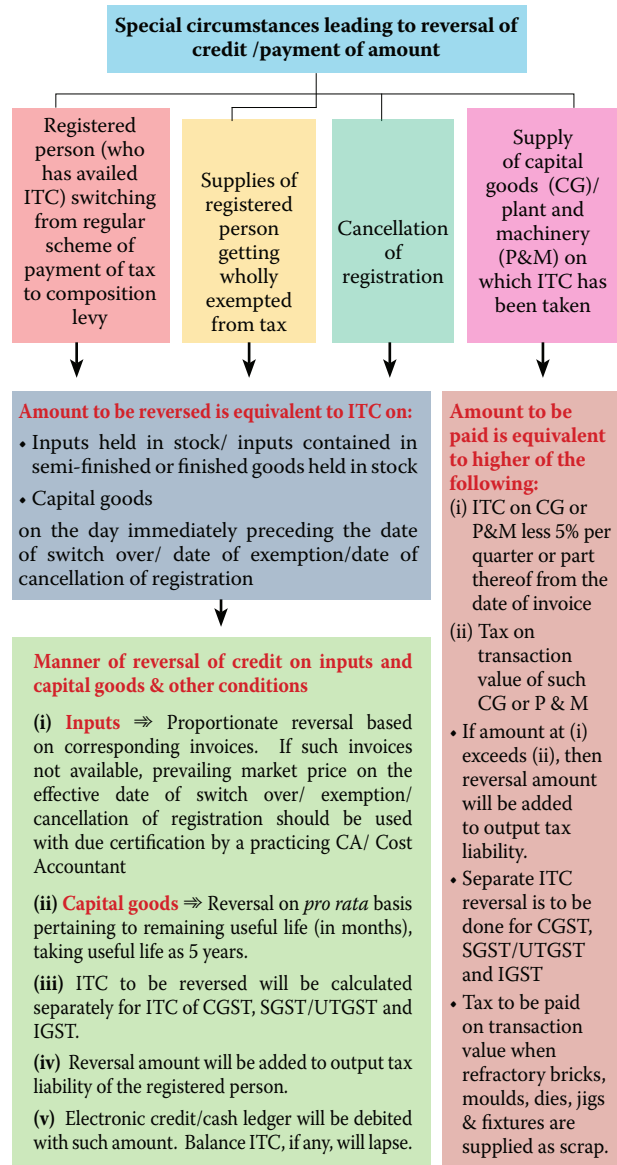 Special circumstances leading to reversal of
credit /payment of amount
Registered
person (who
has availed
ITC) switching
from regular
scheme of
payment of tax
to composition
levy
Supplies of
registered
person
getting
wholly
exempted
from tax
Cancellation
of
registration
Supply
of capital
goods (CG)/
plant and
machinery
(P&M) on
which ITC has
been taken
Amount to be reversed is equivalent to ITC on:
• Inputs held in stock/ inputs contained in
semi-finished or finished goods held in stock
• Capital goods
on the day immediately preceding the date
of switch over/ date of exemption/date of
cancellation of registration
Manner of reversal of credit on inputs and
capital goods & other conditions
(i) Inputs ⇛ Proportionate reversal based
on corresponding invoices. If such invoices
not available, prevailing market price on the
effective date of switch over/ exemption/
cancellation of registration should be used
with due certification by a practicing CA/ Cost
Accountant
(ii) Capital goods ⇛ Reversal on pro rata basis
pertaining to remaining useful life (in months),
taking useful life as 5 years.
(iii) ITC to be reversed will be calculated
separately for ITC of CGST, SGST/UTGST and
IGST.
(iv) Reversal amount will be added to output tax
liability of the registered person.
(v) Electronic credit/cash ledger will be debited
with such amount. Balance ITC, if any, will lapse.
Amount to be
paid is equivalent
to higher of the
following:
(i) ITC on CG or
P&M less 5% per
quarter or part
thereof from the
date of invoice
(ii) Tax on
transaction
value of such
CG or P & M
• If amount at (i)
exceeds (ii), then
reversal amount
will be added
to output tax
liability.
• Separate ITC
reversal is to be
done for CGST,
SGST/UTGST
and IGST
• Tax to be paid
on transaction
value when
refractory bricks,
moulds, dies, jigs
& fixtures are
supplied as scrap.